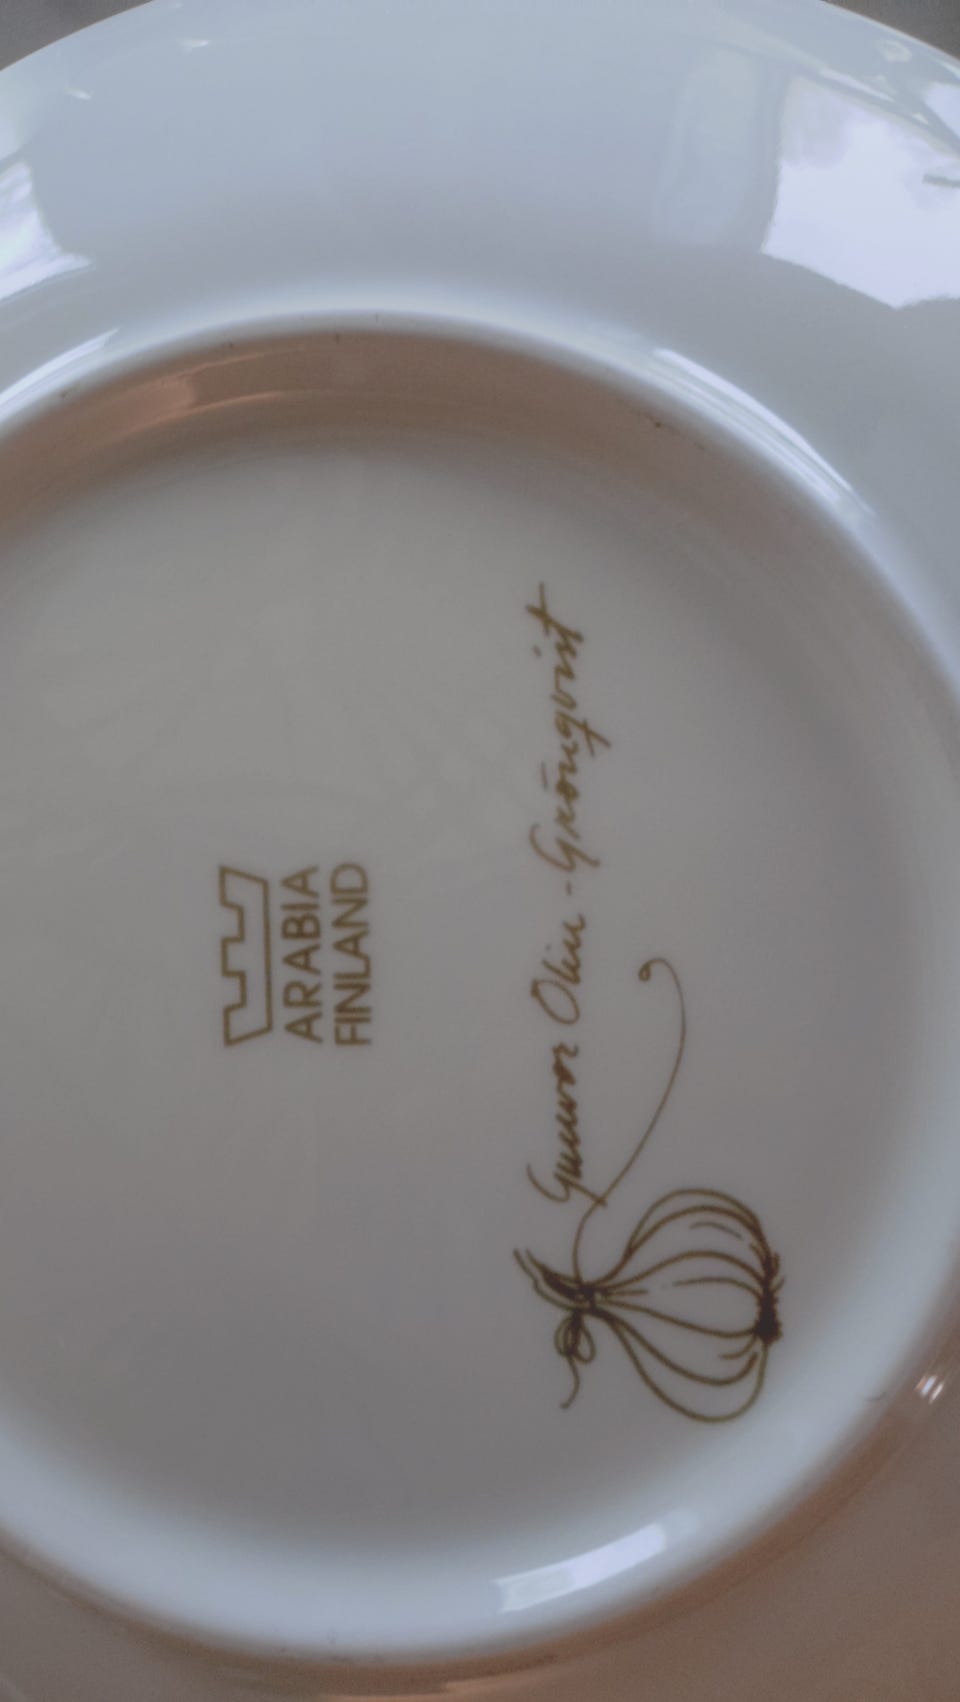 ARABIA
FINLAND
Gunvor Olin-Grönqvist